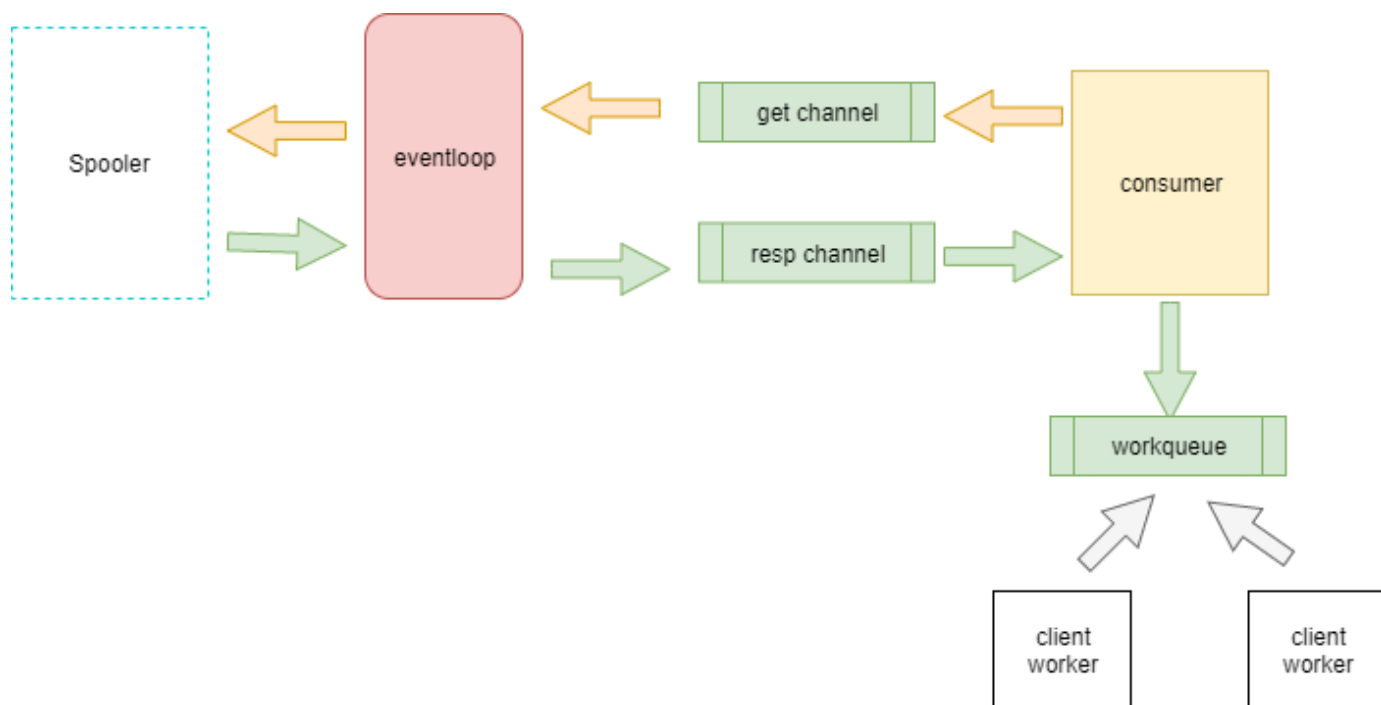 Spooler
eventloop
get channel
resp channel
consumer
workqueue
client
worker
client
worker